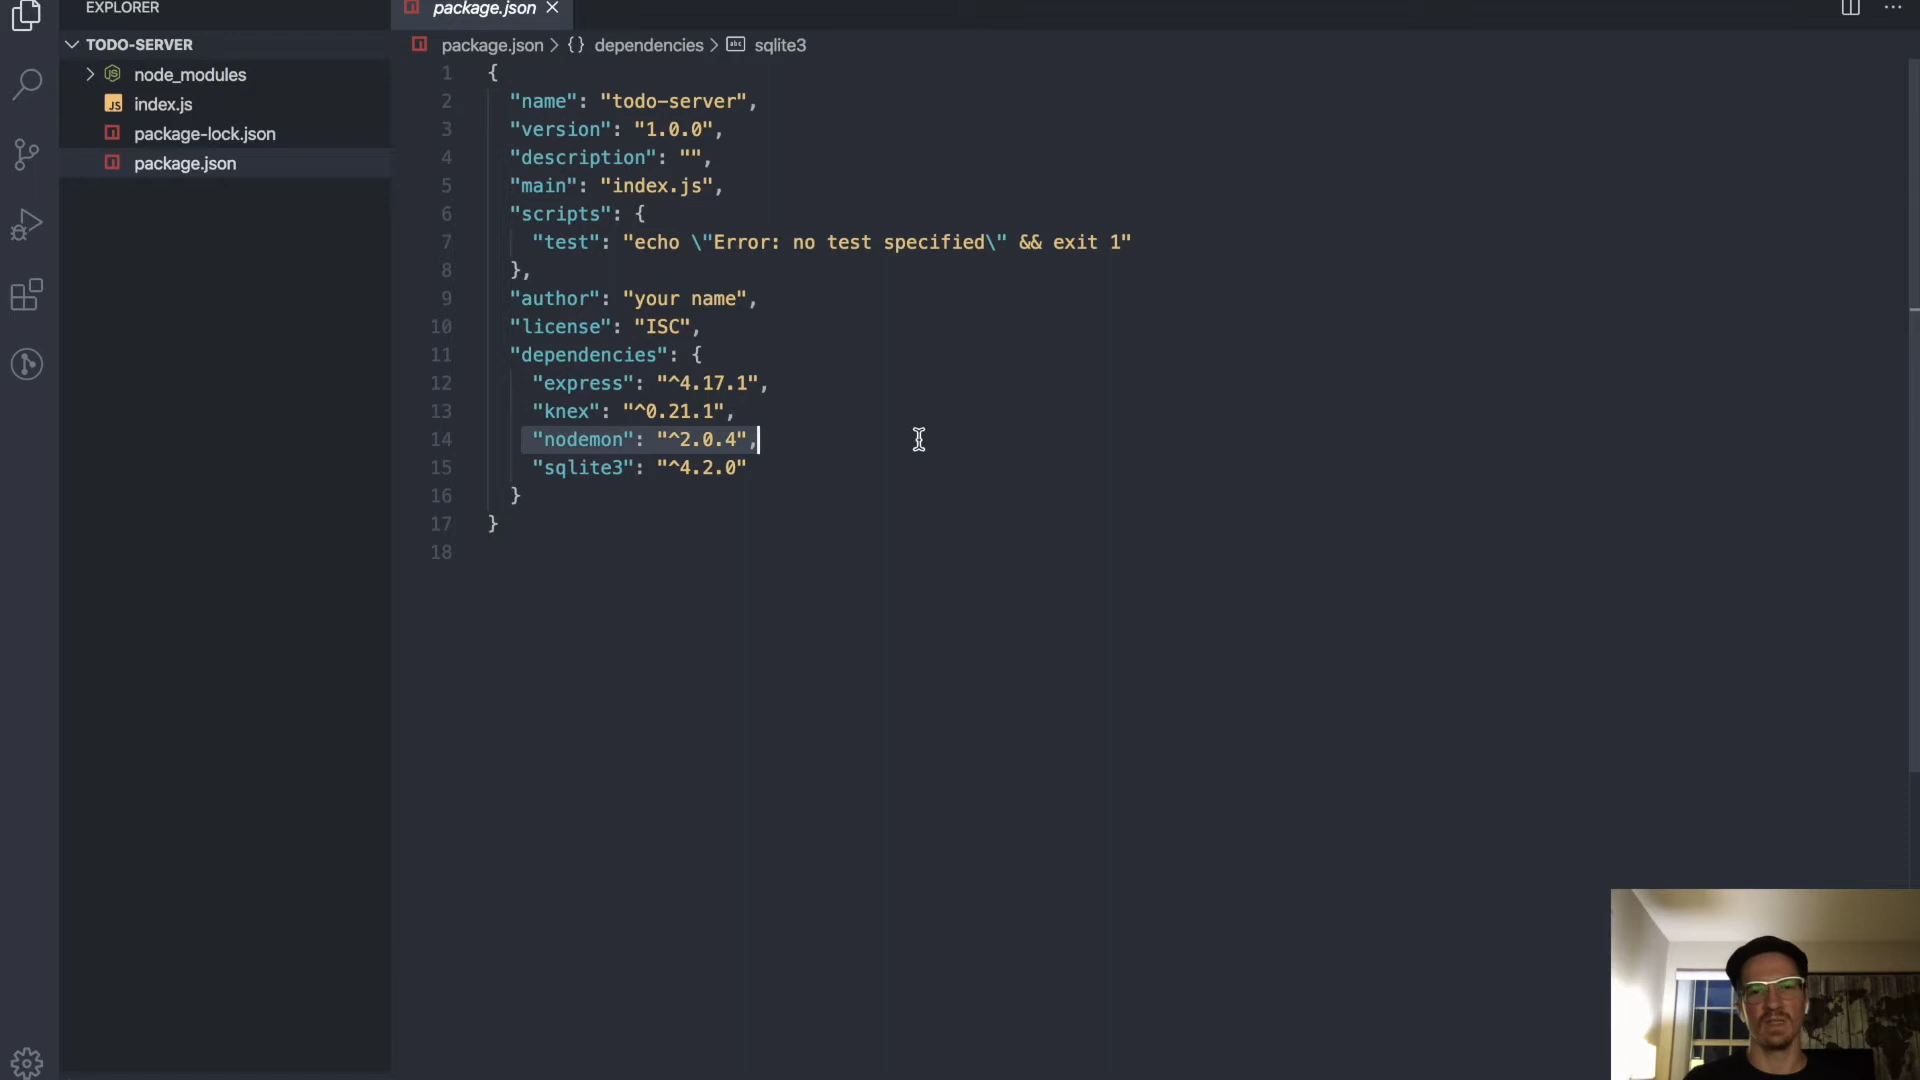 EXPLORER
TODO-SERVER
node_modules
JS index.js
package-lock.json
package.json
package.json
package.json > {} dependencies > abc sqlite3
1 {
2 "name": "todo-server",
3 "version": "1.0.0",
4 "description": "",
5 "main": "index.js",
6 "scripts": {
7 "test": "echo \"Error: no test specified\" && exit 1"
8 },
9 "author": "your name",
10 "license": "ISC",
11 "dependencies": {
12 "express": "^4.17.1",
13 "knex": "^0.21.1",
14 "nodemon": "^2.0.4",
15 "sqlite3": "^4.2.0"
16 }
17 }
18